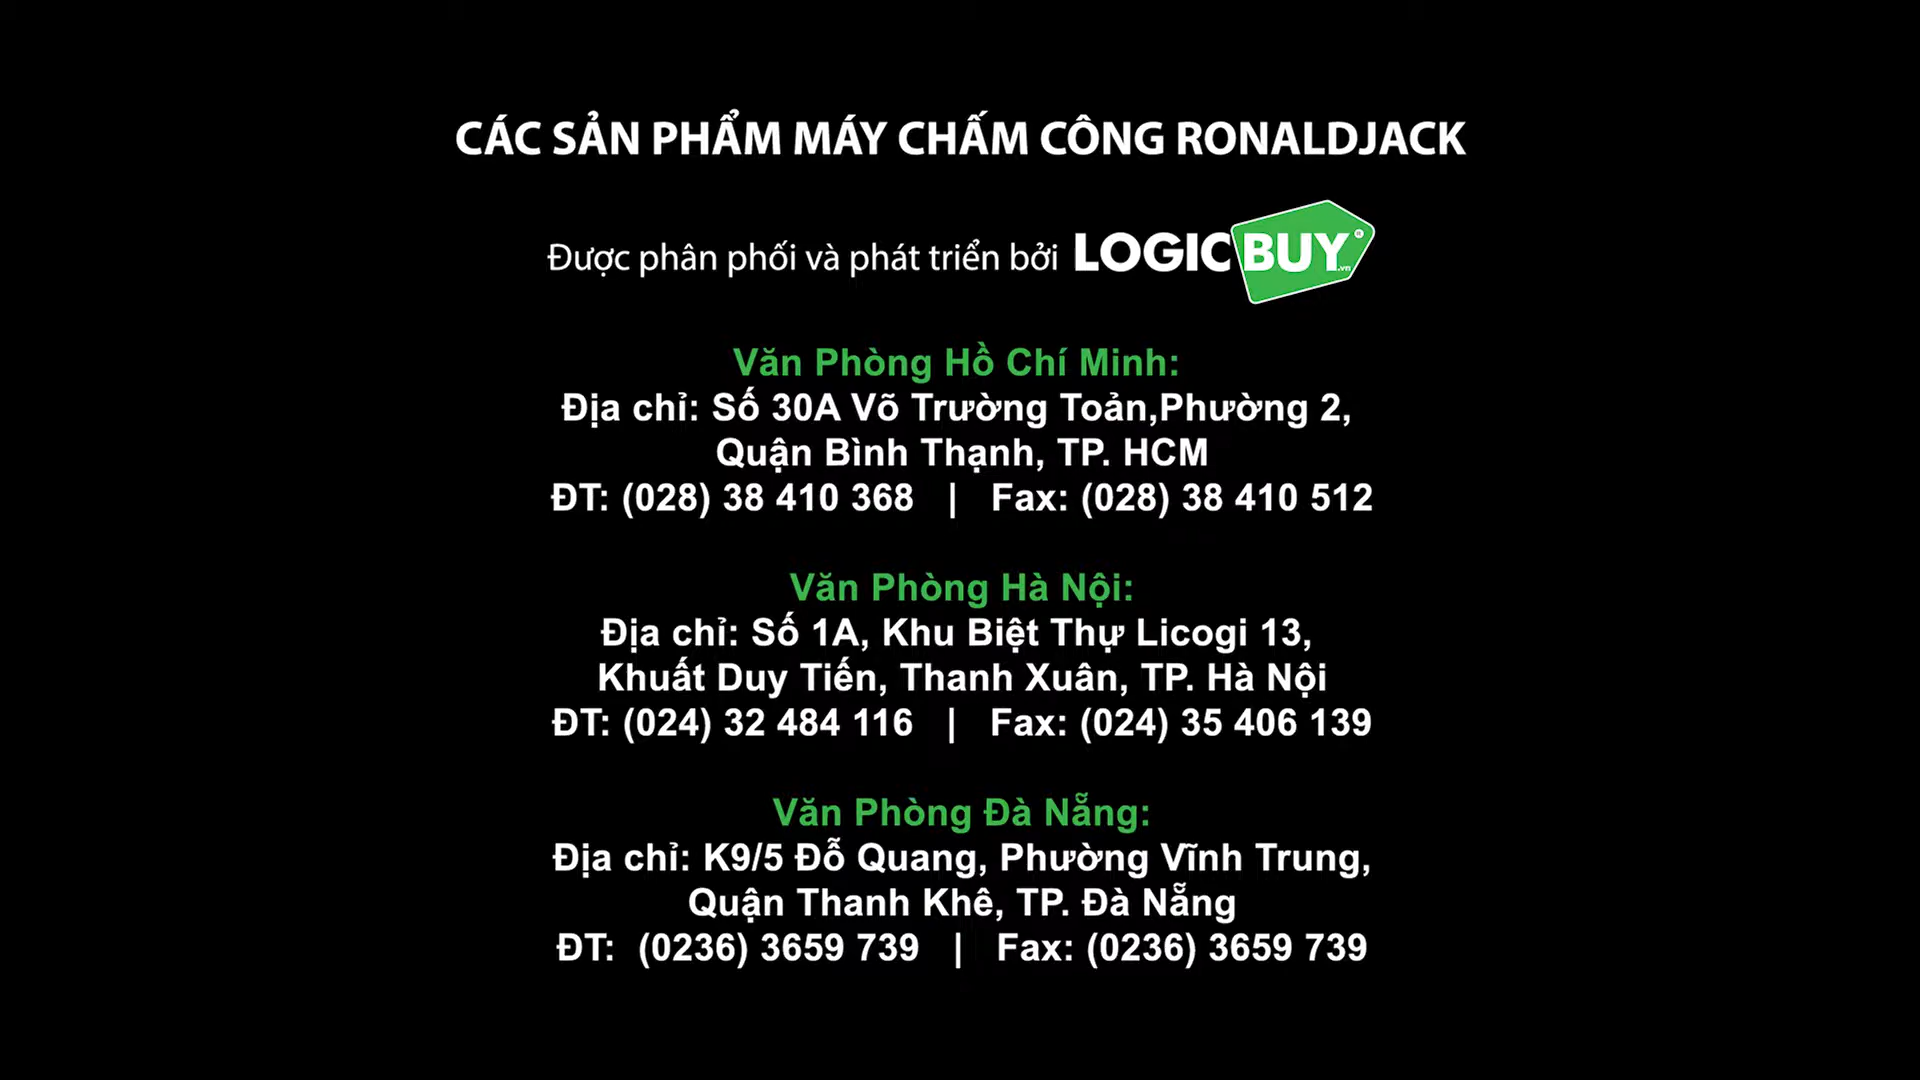 CÁC SẢN PHẨM MÁY CHẤM CÔNG RONALDJACK
Được phân phối và phát triển bởi LOGICBUY.vn®
Văn Phòng Hồ Chí Minh:
Địa chỉ: Số 30A Võ Trường Toản,Phường 2,
Quận Bình Thạnh, TP. HCM
ĐT: (028) 38 410 368 | Fax: (028) 38 410 512
Văn Phòng Hà Nội:
Địa chỉ: Số 1A, Khu Biệt Thự Licogi 13,
Khuất Duy Tiến, Thanh Xuân, TP. Hà Nội
ĐT: (024) 32 484 116 | Fax: (024) 35 406 139
Văn Phòng Đà Nẵng:
Địa chỉ: K9/5 Đỗ Quang, Phường Vĩnh Trung,
Quận Thanh Khê, TP. Đà Nẵng
ĐT: (0236) 3659 739 | Fax: (0236) 3659 739